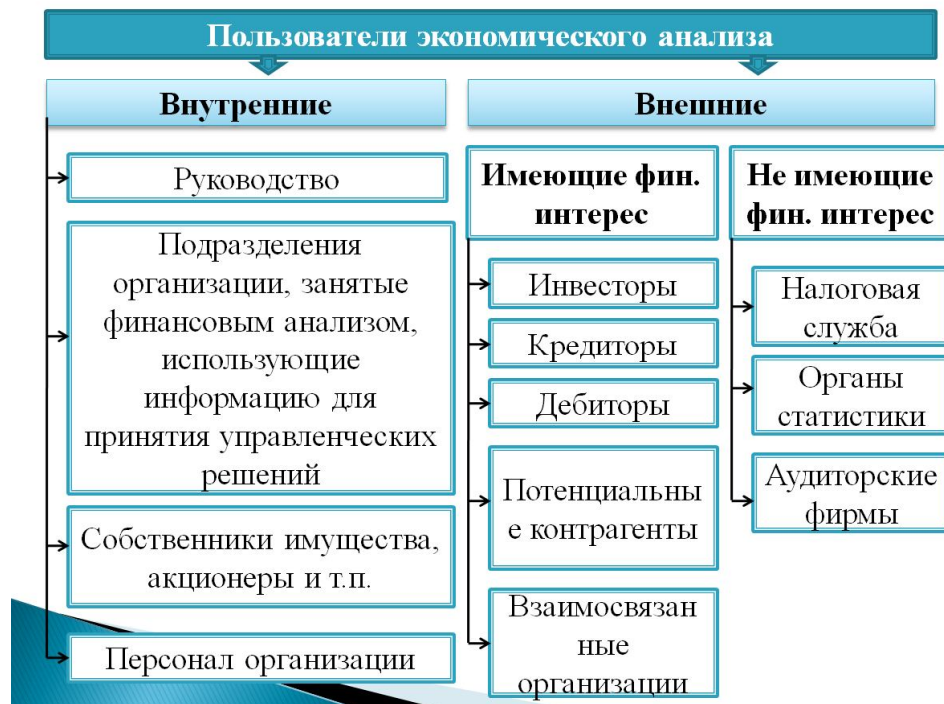 Пользователи экономического анализа
Внутренние
Руководство
Подразделения
организации, занятые
финансовым анализом,
использующие
информацию для
принятия управленческих
решений
Собственники имущества,
акционеры и т.п.
Персонал организации
Внешние
Имеющие фин.
интерес
Инвесторы
Кредиторы
Дебиторы
Потенциальны
е контрагенты
Взаимосвязан
ные
организации
Не имеющие
фин. интерес
Налоговая
служба
Органы
статистики
Аудиторские
фирмы